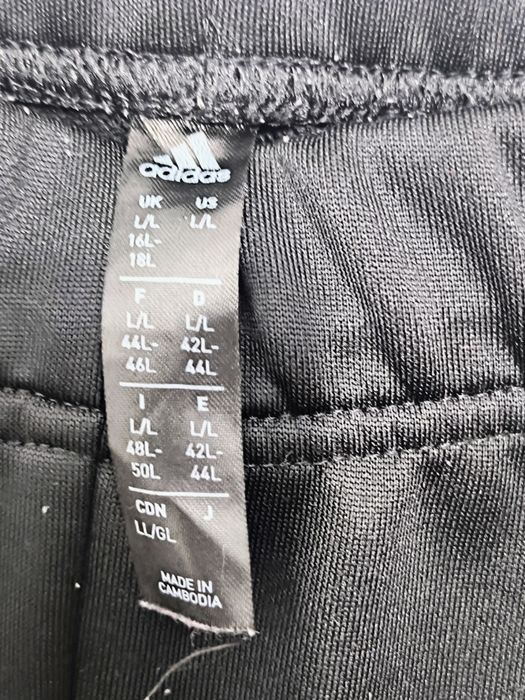 adidas®
UK US
L/L L/L
16L-
18L
F D
L/L L/L
44L- 42L-
46L 44L
I E
L/L L/L
48L- 42L-
50L 44L
CDN J
LL/GL
MADE IN
CAMBODIA